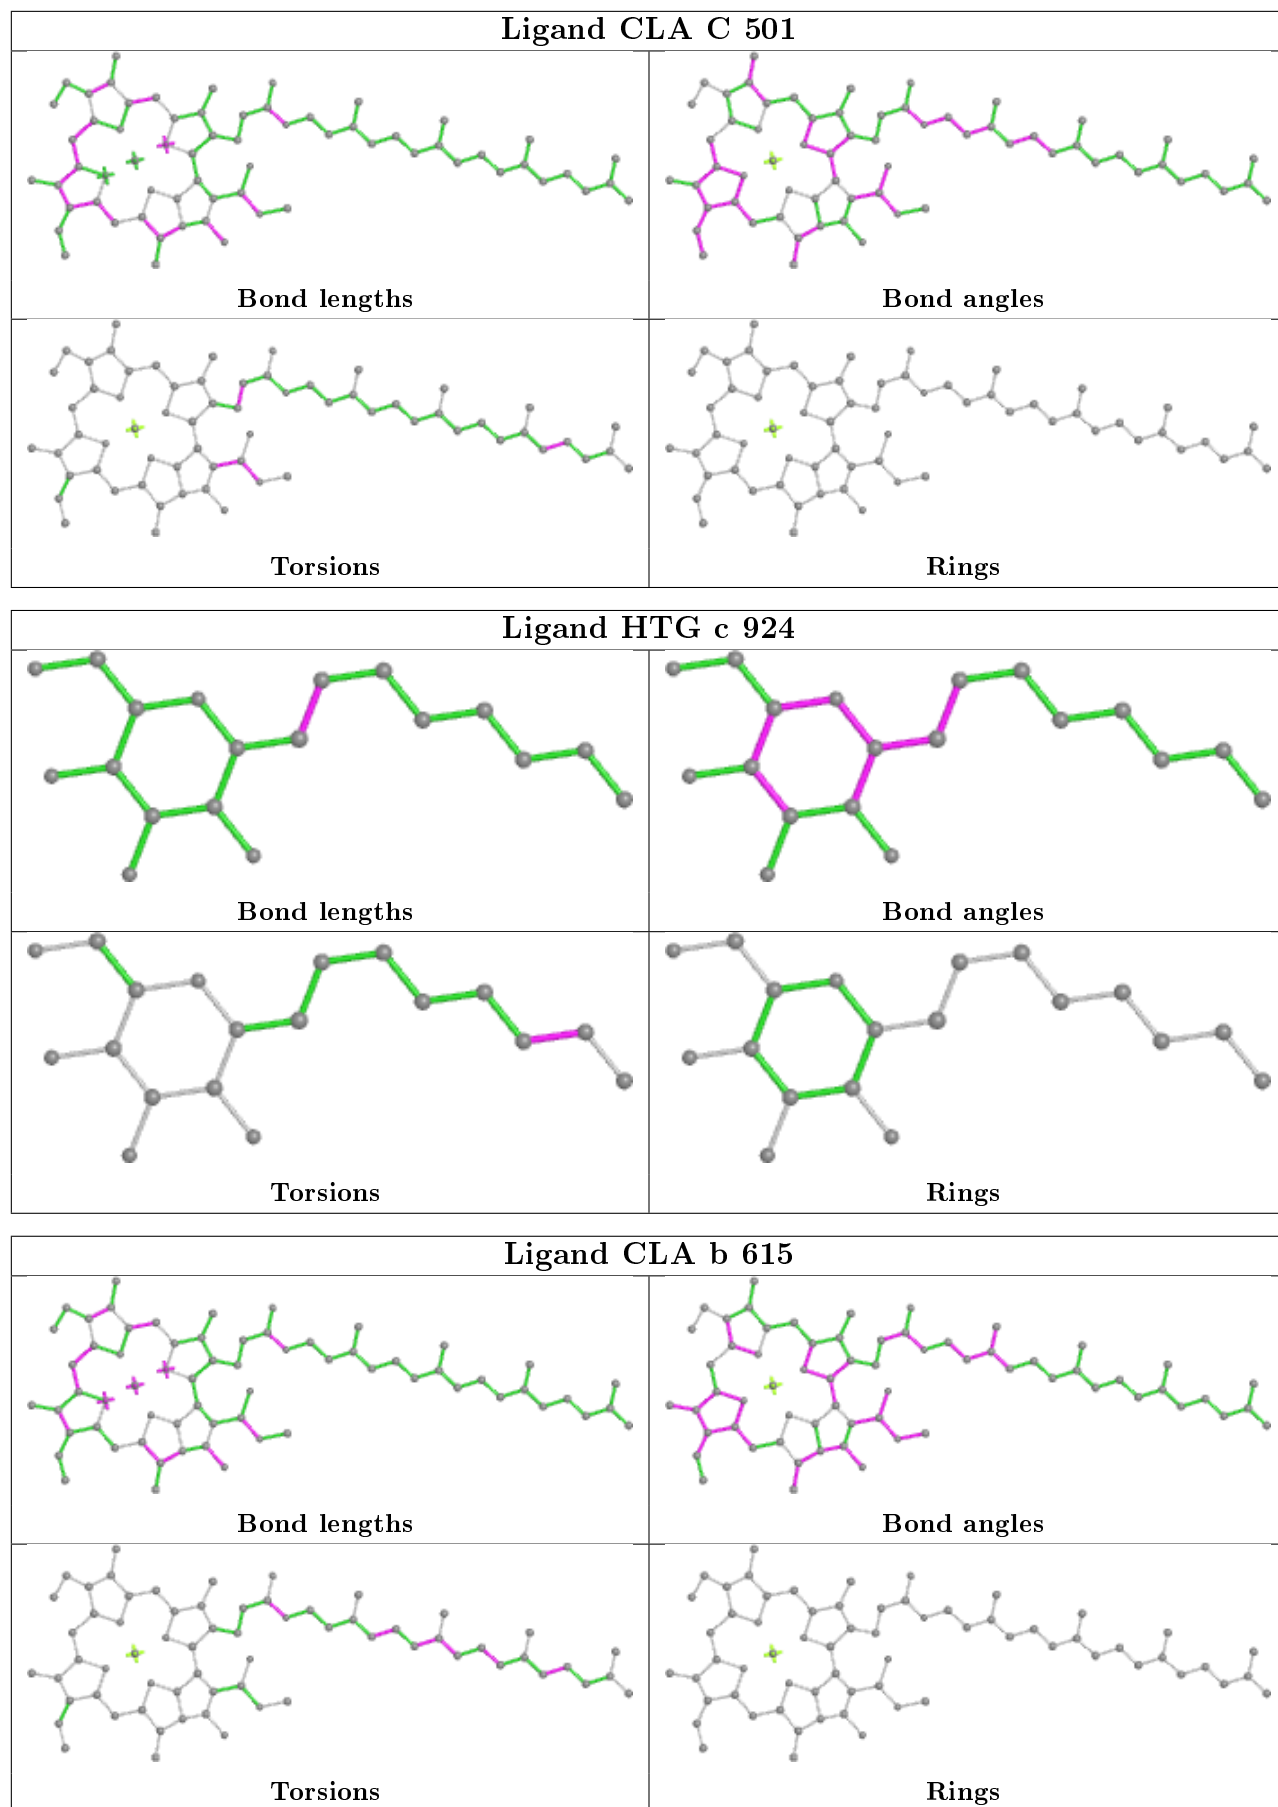 Ligand CLA C 501
Bond lengths
Bond angles
Torsions
Rings
Ligand HTG c 924
Bond lengths
Bond angles
Torsions
Rings
Ligand CLA b 615
Bond lengths
Bond angles
Torsions
Rings